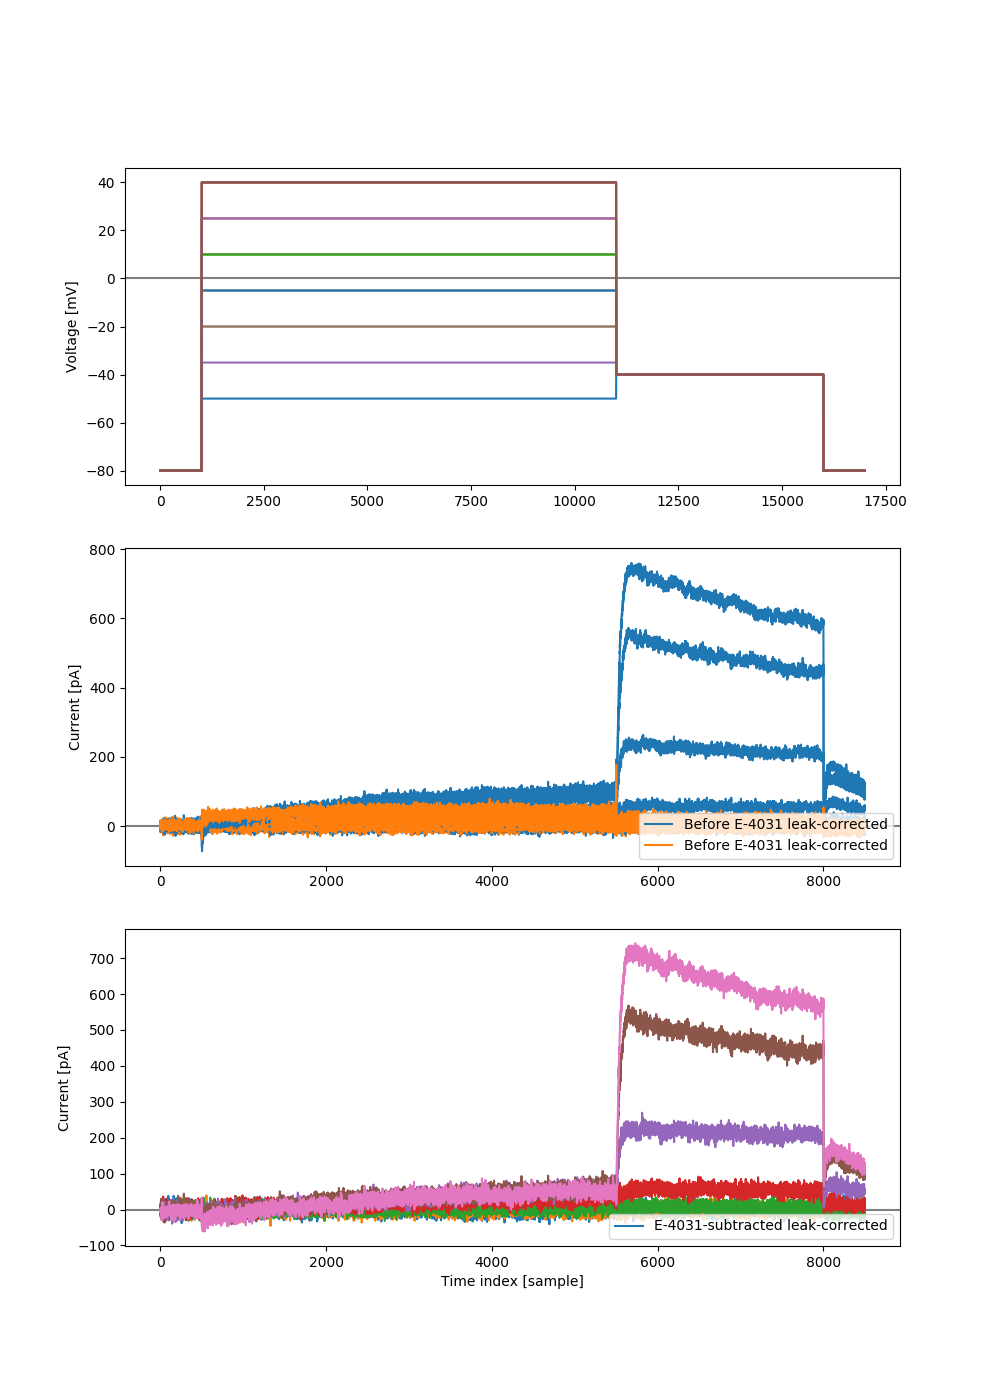 40
20
0
−20
−40
−60
−80
Voltage [mV]
0 2500 5000 7500 10000 12500 15000 17500
800
600
400
200
0
Current [pA]
Before E-4031 leak-corrected
Before E-4031 leak-corrected
0 2000 4000 6000 8000
700
600
500
400
300
200
100
0
−100
Current [pA]
E-4031-subtracted leak-corrected
0 2000 4000 6000 8000
Time index [sample]